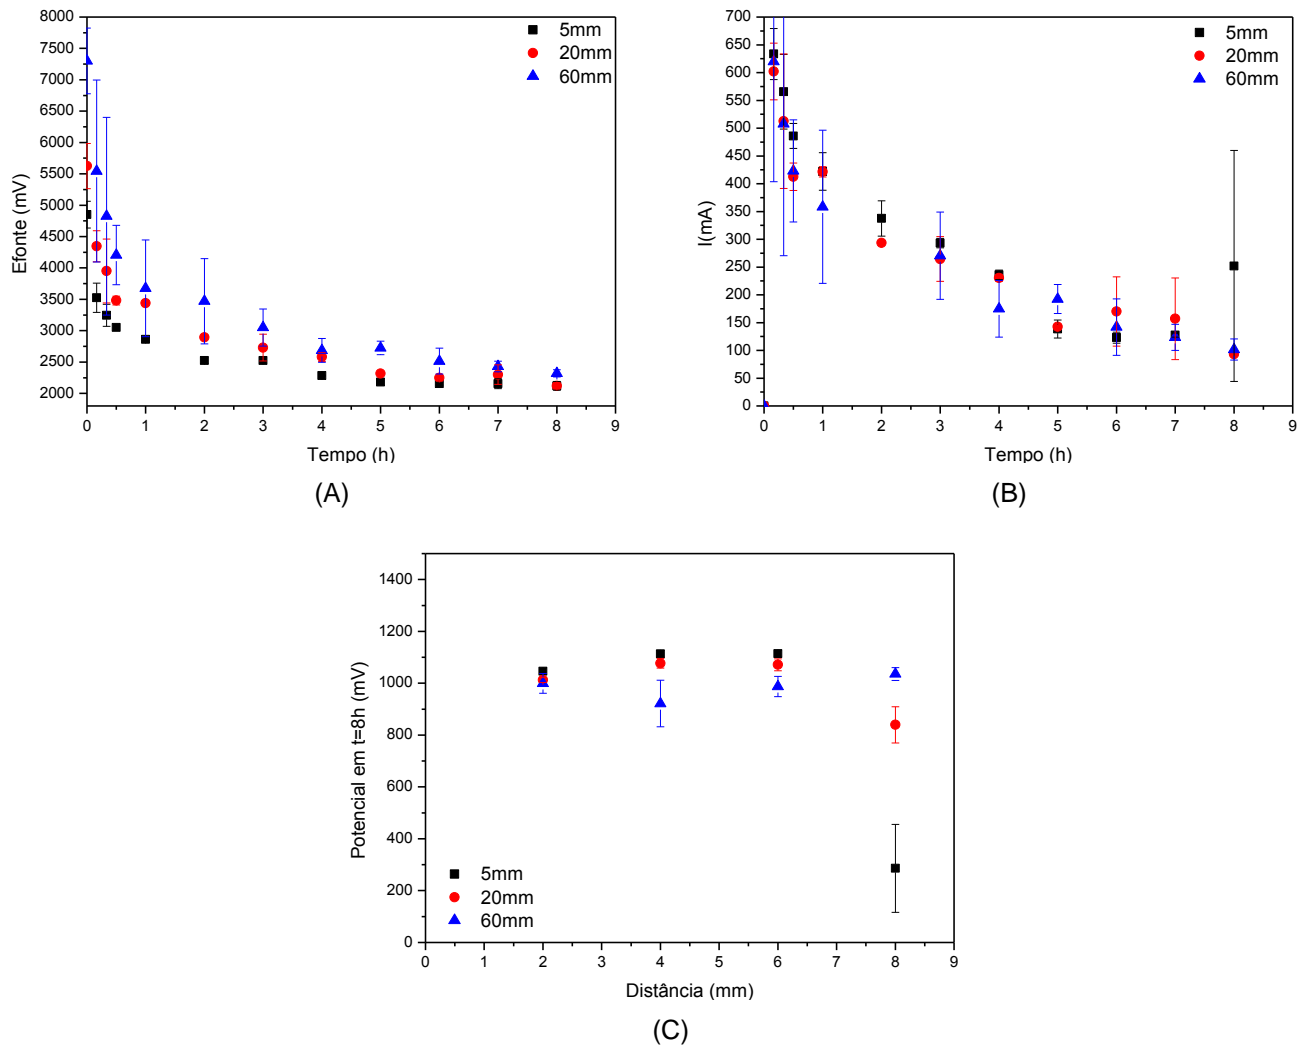 8000
7500
7000
6500
6000
5500
5000
4500
4000
3500
3000
2500
2000
Efonte (mV)
5mm
20mm
60mm
0 1 2 3 4 5 6 7 8 9
Tempo (h)
(A)
700
650
600
550
500
450
400
350
300
250
200
150
100
50
0
I(mA)
5mm
20mm
60mm
0 1 2 3 4 5 6 7 8 9
Tempo (h)
(B)
1400
1200
1000
800
600
400
200
0
Potencial em t=8h (mV)
5mm
20mm
60mm
0 1 2 3 4 5 6 7 8 9
Distância (mm)
(C)